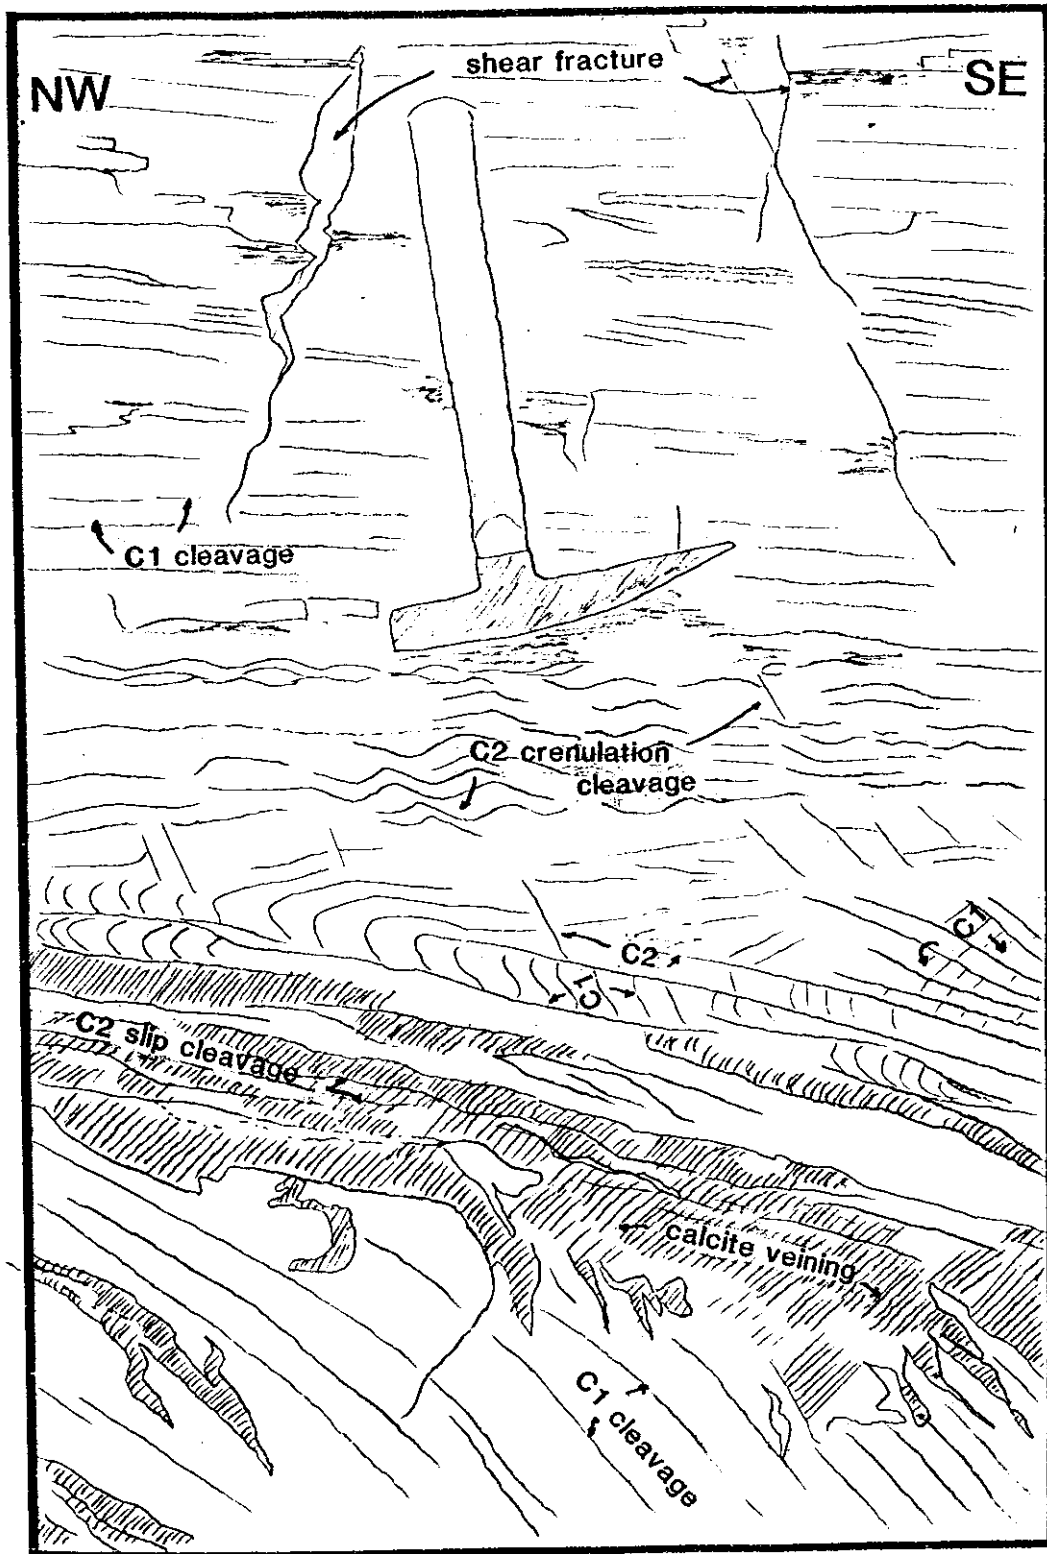 shear fracture
NW
SE
C1 cleavage
C2 crenulation
cleavage
C1
C2
C1
C2 slip cleavage
calcite veining
C1 cleavage